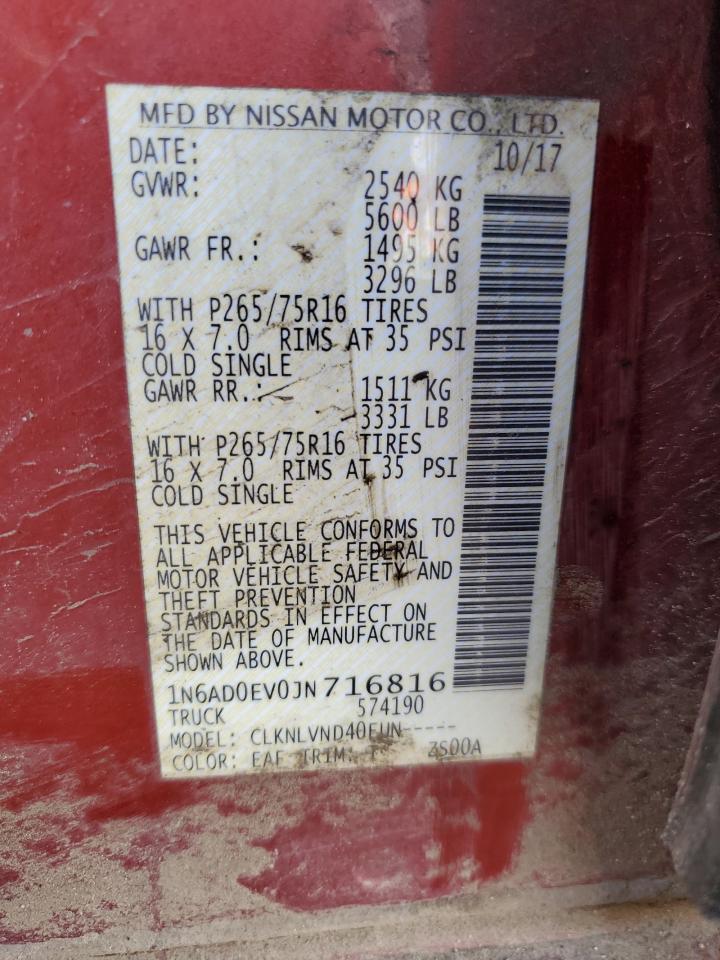 MFD BY NISSAN MOTOR CO., LTD.
DATE: 10/17
GVWR: 2540 KG
5600 LB
GAWR FR.: 1495 KG
3296 LB
WITH P265/75R16 TIRES
16 X 7.0 RIMS AT 35 PSI
COLD SINGLE
GAWR RR.: 1511 KG
3331 LB
WITH P265/75R16 TIRES
16 X 7.0 RIMS AT 35 PSI
COLD SINGLE
THIS VEHICLE CONFORMS TO
ALL APPLICABLE FEDERAL
MOTOR VEHICLE SAFETY AND
THEFT PREVENTION
STANDARDS IN EFFECT ON
THE DATE OF MANUFACTURE
SHOWN ABOVE.
1N6AD0EV0JN716816
TRUCK 574190
MODEL: CLKNLVND40EUN-----
COLOR: EAF TRIM: 3S00A